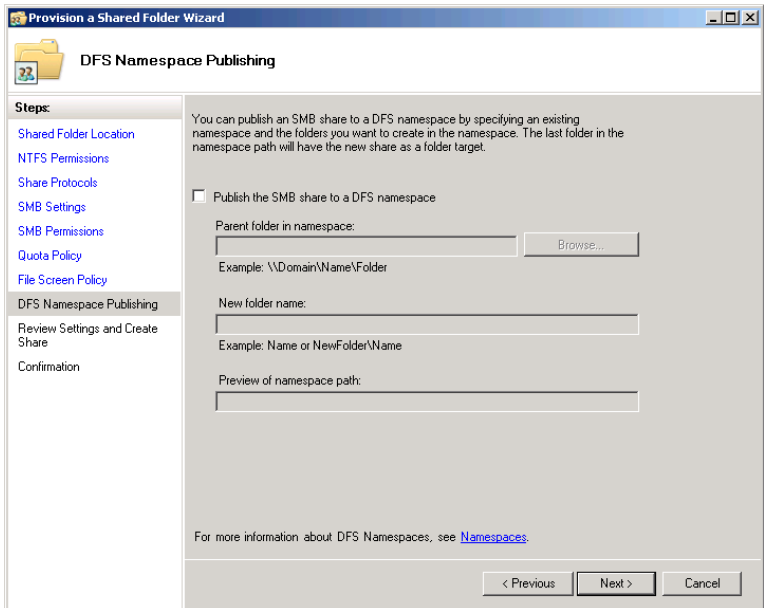 Provision a Shared Folder Wizard
DFS Namespace Publishing
Steps:
Shared Folder Location
NTFS Permissions
Share Protocols
SMB Settings
SMB Permissions
Quota Policy
File Screen Policy
DFS Namespace Publishing
Review Settings and Create
Share
Confirmation
You can publish an SMB share to a DFS namespace by specifying an existing
namespace and the folders you want to create in the namespace. The last folder in the
namespace path will have the new share as a folder target.
Publish the SMB share to a DFS namespace
Parent folder in namespace:
Browse...
Example: \\Domain\Name\Folder
New folder name:
Example: Name or NewFolder\Name
Preview of namespace path:
For more information about DFS Namespaces, see Namespaces.
< Previous
Next >
Cancel